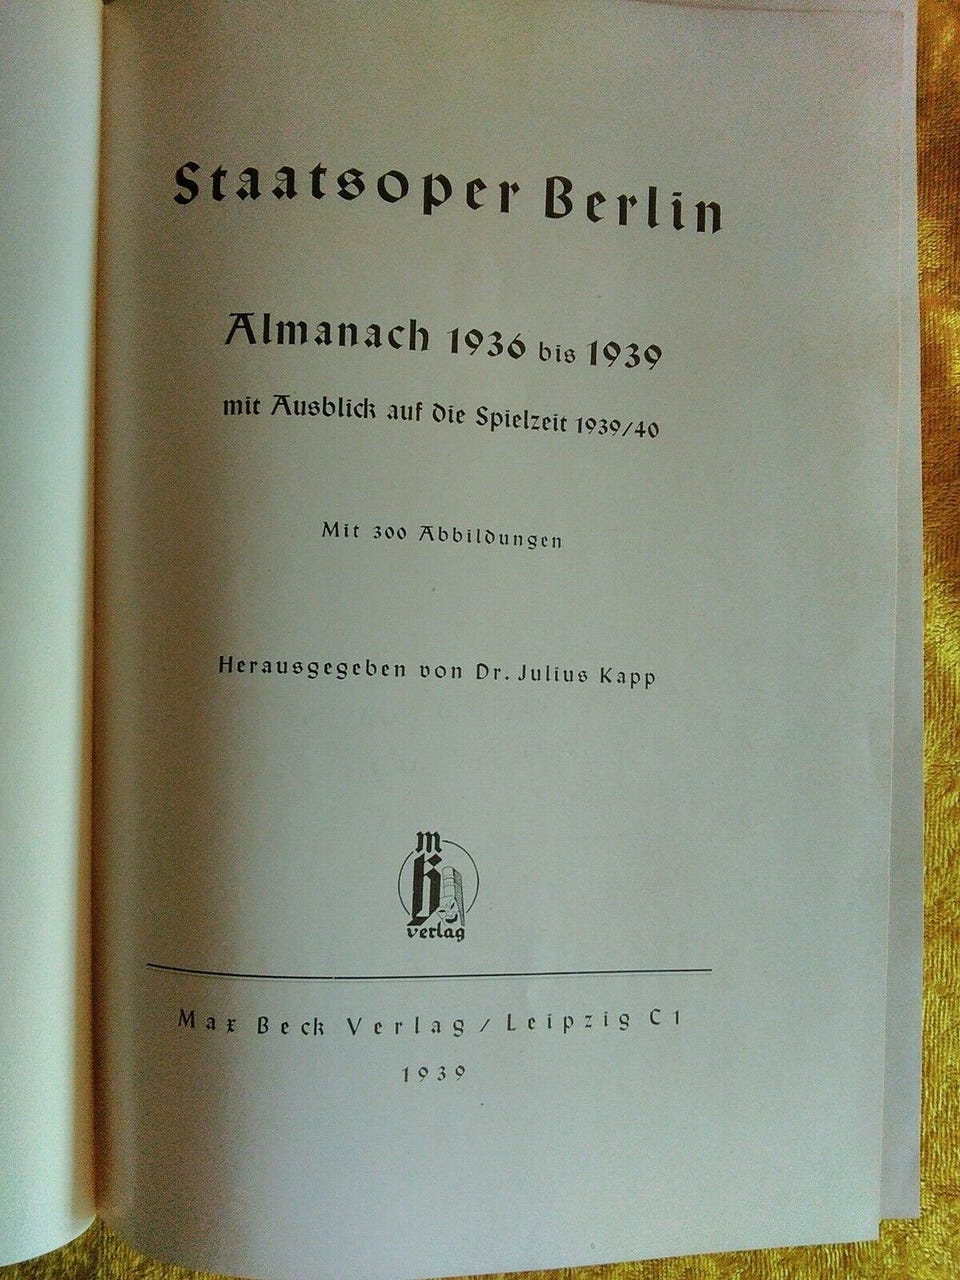 Staatsoper Berlin
Almanach 1936 bis 1939
mit Ausblick auf die Spielzeit 1939/40
Mit 300 Abbildungen
Herausgegeben von Dr. Julius Kapp
m
B
verlag
Max Beck Verlag / Leipzig C 1
1939